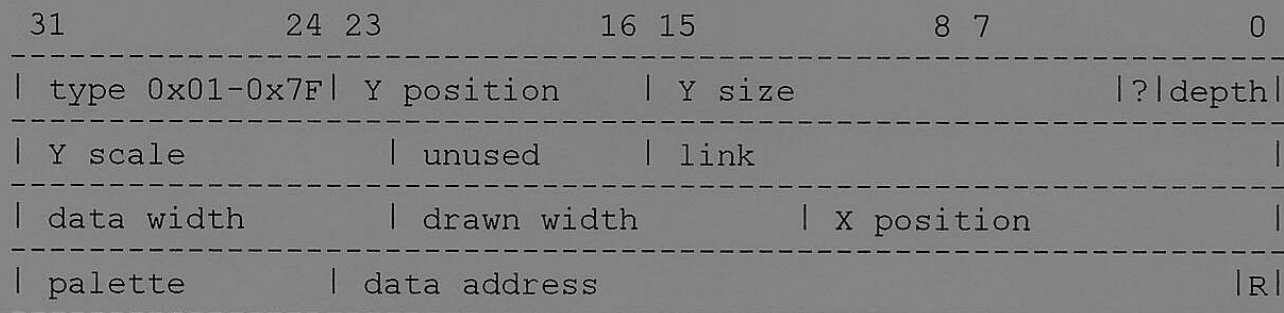 31 24 23 16 15 8 7 0
| type 0x01-0x7F| Y position | Y size |?|depth|
| Y scale | unused | link |
| data width | drawn width | X position |
| palette | data address |R|